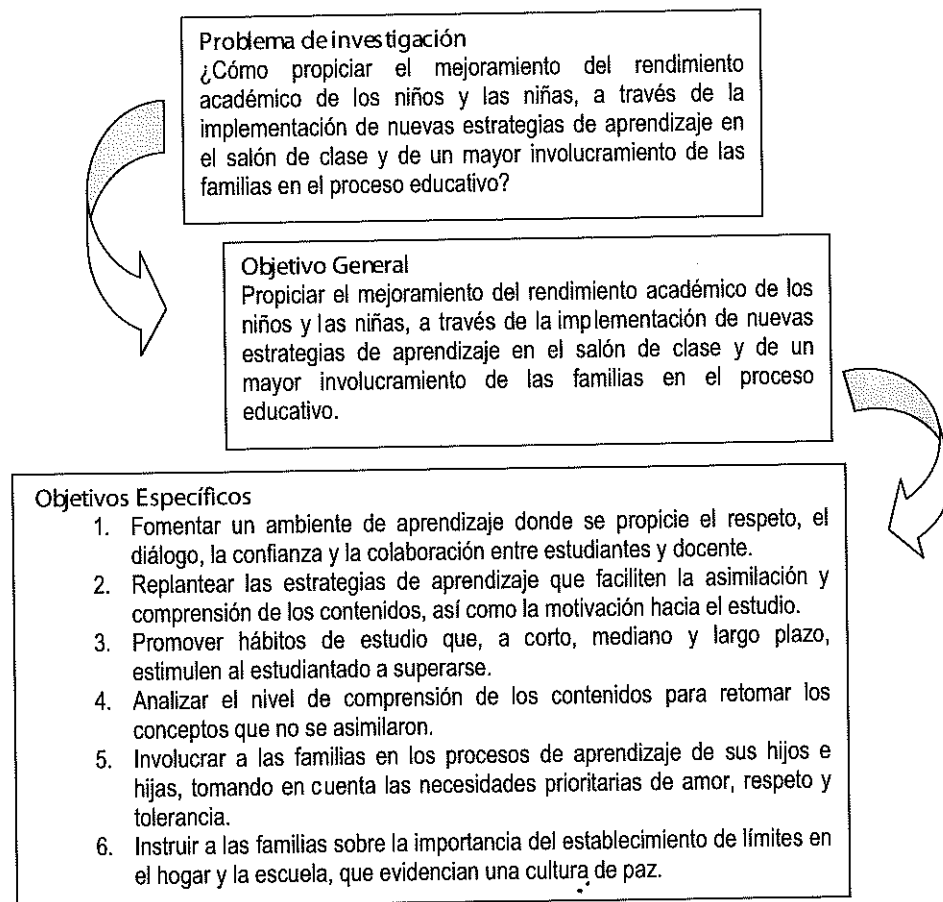 Problema de investigación
¿Cómo propiciar el mejoramiento del rendimiento
académico de los niños y las niñas, a través de la
implementación de nuevas estrategias de aprendizaje en
el salón de clase y de un mayor involucramiento de las
familias en el proceso educativo?
Objetivo General
Propiciar el mejoramiento del rendimiento académico de los
niños y las niñas, a través de la implementación de nuevas
estrategias de aprendizaje en el salón de clase y de un
mayor involucramiento de las familias en el proceso
educativo.
Objetivos Específicos
1. Fomentar un ambiente de aprendizaje donde se propicie el respeto, el
diálogo, la confianza y la colaboración entre estudiantes y docente.
2. Replantear las estrategias de aprendizaje que faciliten la asimilación y
comprensión de los contenidos, así como la motivación hacia el estudio.
3. Promover hábitos de estudio que, a corto, mediano y largo plazo,
estimulen al estudiantado a superarse.
4. Analizar el nivel de comprensión de los contenidos para retomar los
conceptos que no se asimilaron.
5. Involucrar a las familias en los procesos de aprendizaje de sus hijos e
hijas, tomando en cuenta las necesidades prioritarias de amor, respeto y
tolerancia.
6. Instruir a las familias sobre la importancia del establecimiento de límites en
el hogar y la escuela, que evidencian una cultura de paz.